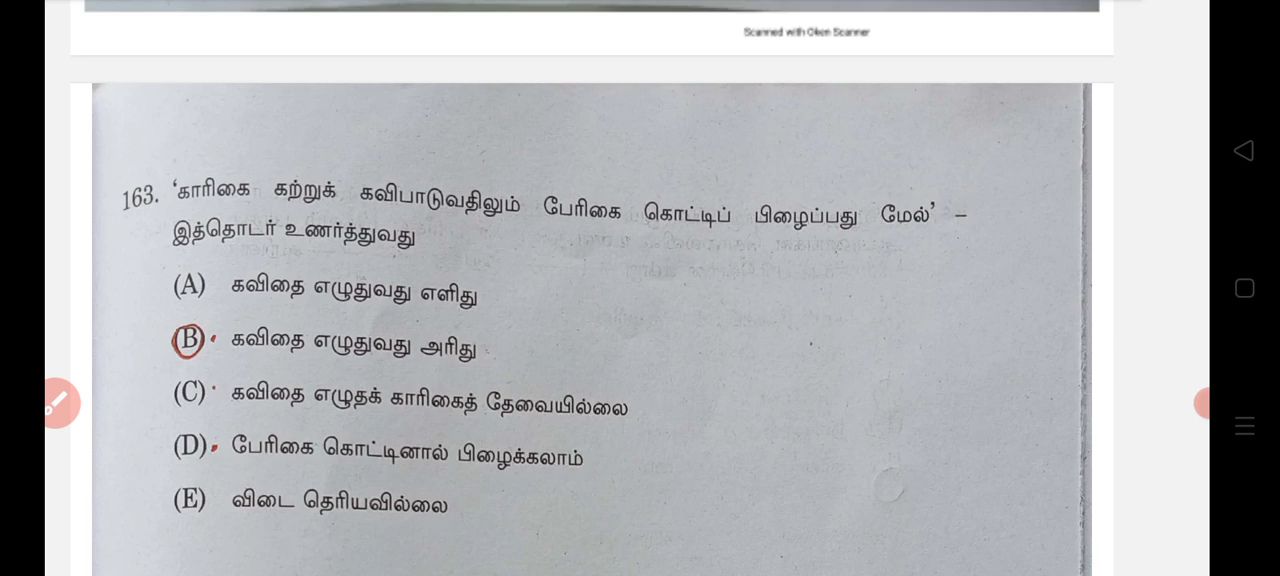 Scanned with Oken Scanner
163. 'காரிகை கற்றுக் கவிபாடுவதிலும் பேரிகை கொட்டிப் பிழைப்பது மேல்' –
இத்தொடர் உணர்த்துவது
(A) கவிதை எழுதுவது எளிது
(B) கவிதை எழுதுவது அரிது
(C) கவிதை எழுதக் காரிகைத் தேவையில்லை
(D) பேரிகை கொட்டினால் பிழைக்கலாம்
(E) விடை தெரியவில்லை